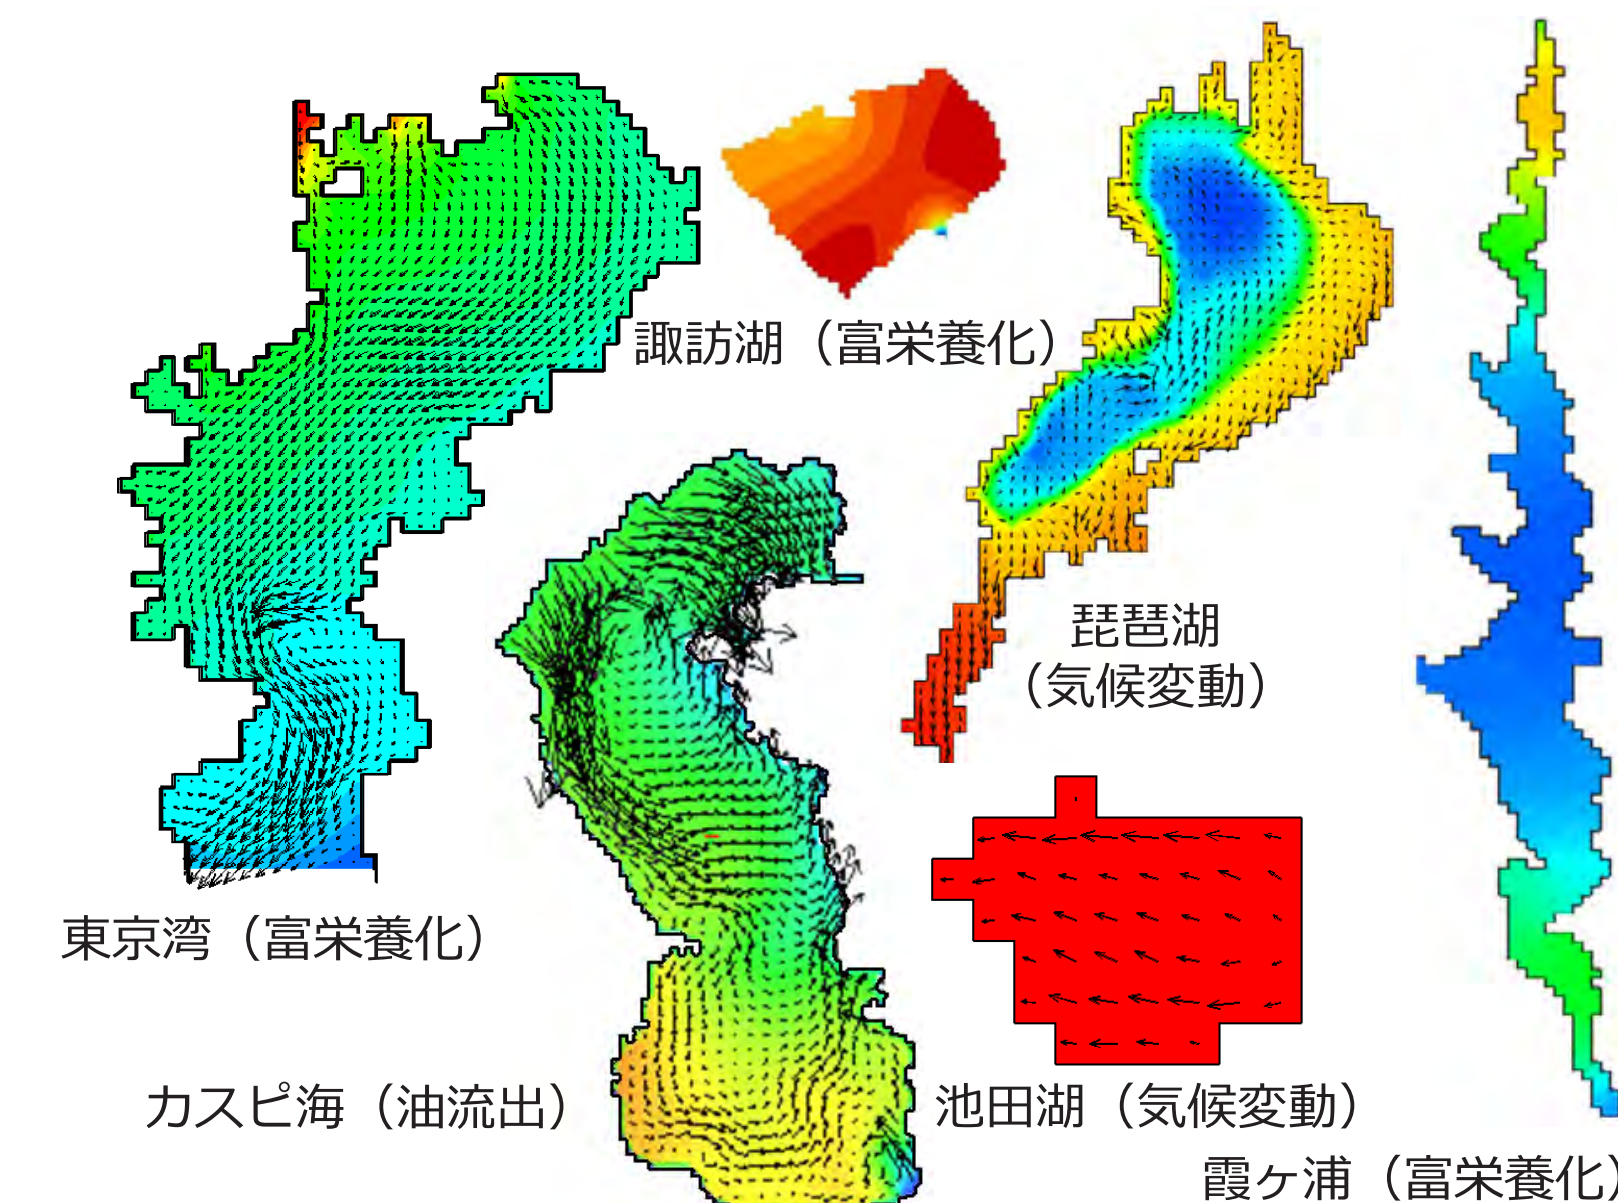 諏訪湖（富栄養化）
琵琶湖
（気候変動）
東京湾（富栄養化）
カスピ海（油流出）
池田湖（気候変動）
霞ヶ浦（富栄養化）